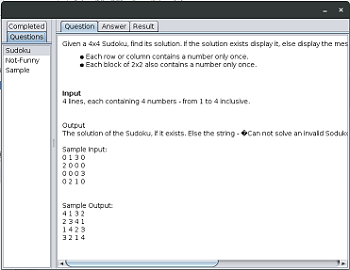 Completed
Questions
Sudoku
Not-Funny
Sample
Question Answer Result
Given a 4x4 Sudoku, find its solution. If the solution exists display it, else display the mes
Each row or column contains a number only once.
Each block of 2x2 also contains a number only once.
Input
4 lines, each containing 4 numbers - from 1 to 4 inclusive.
Output
The solution of the Sudoku, if it exists. Else the string - �Can not solve an invalid Soduk
Sample Input:
0 1 3 0
2 0 0 0
0 0 0 3
0 2 1 0
Sample Output:
4 1 3 2
2 3 4 1
1 4 2 3
3 2 1 4